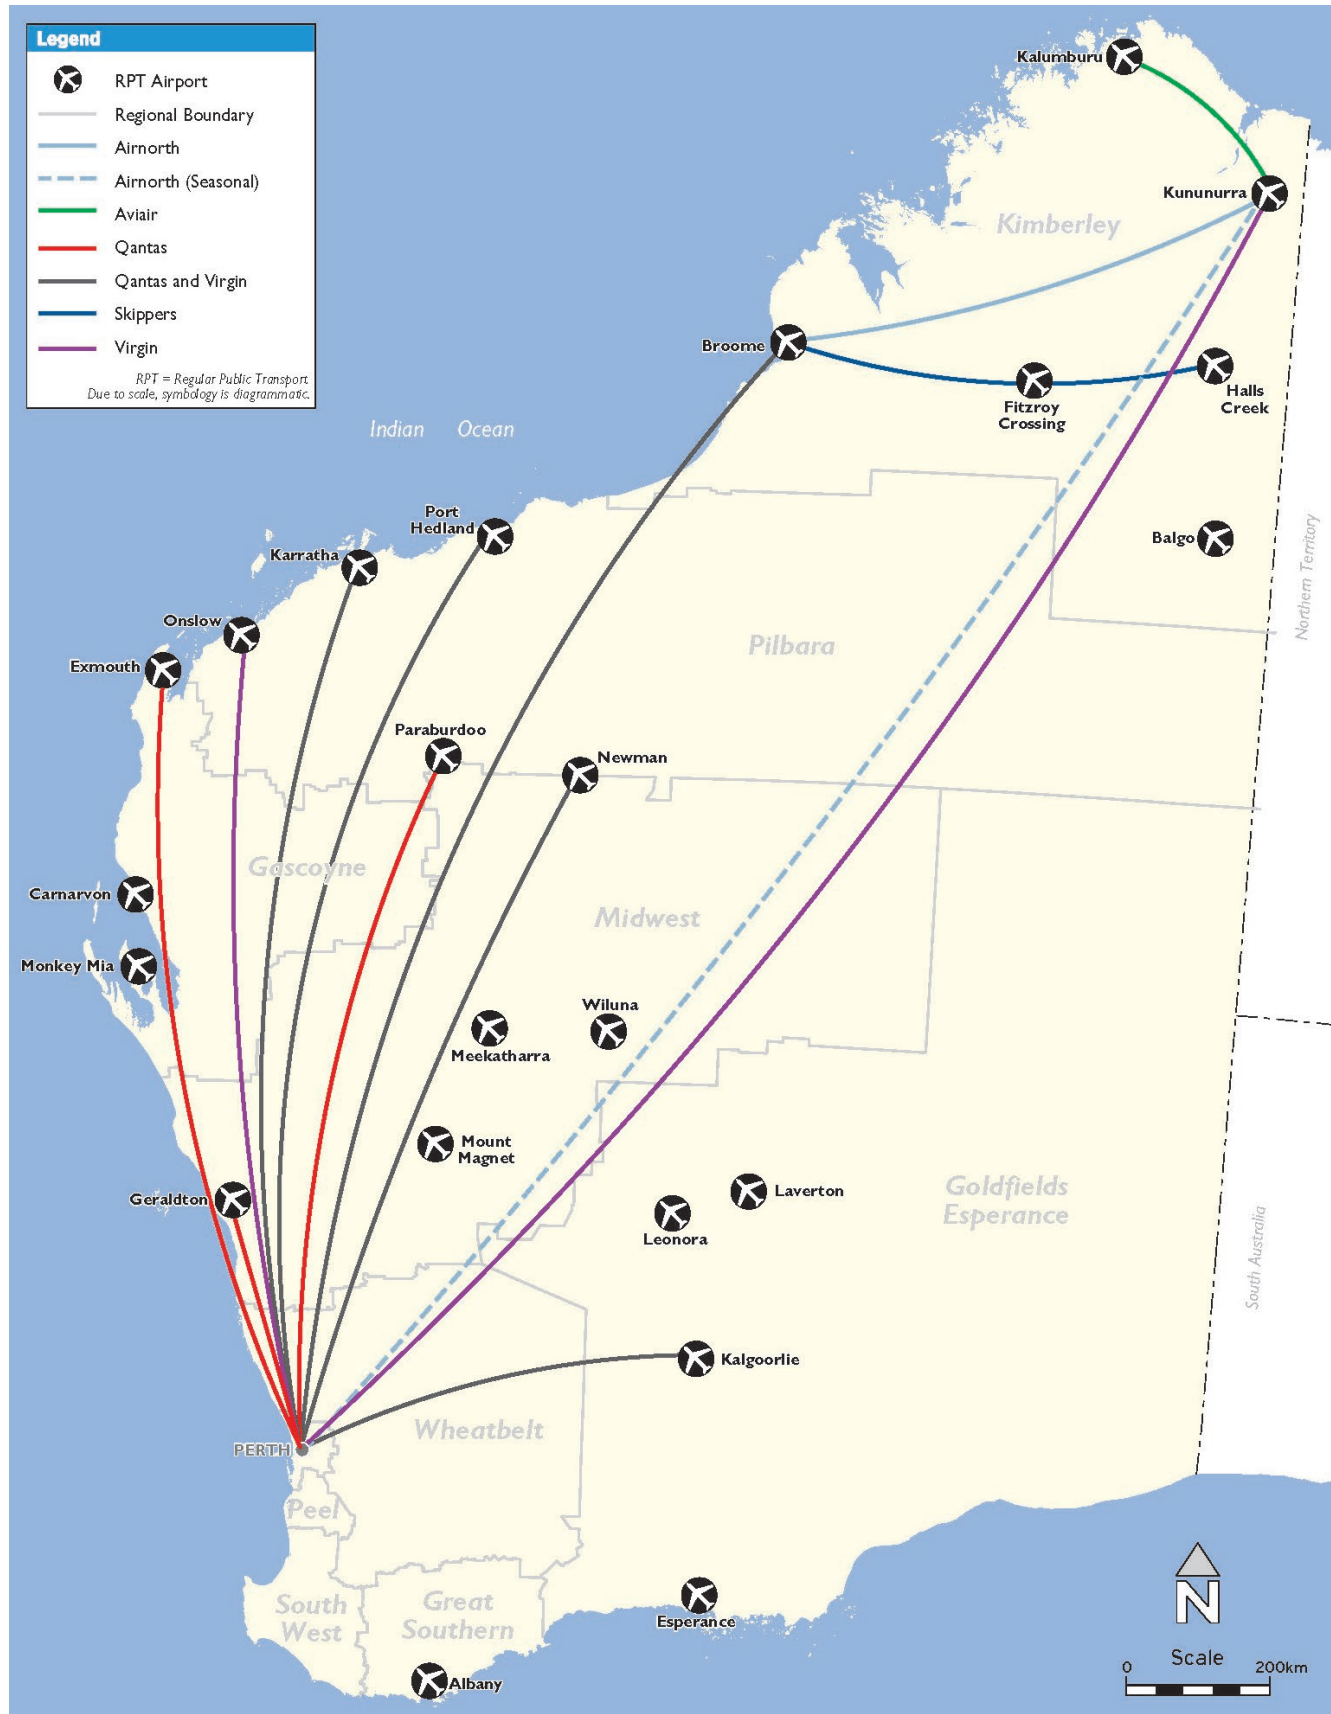 Legend
RPT Airport
Regional Boundary
Airnorth
Airnorth (Seasonal)
Aviair
Qantas
Qantas and Virgin
Skippers
Virgin
RPT = Regular Public Transport
Due to scale, symbology is diagrammatic.
Kalumburu
Kununurra
Kimberley
Broome
Halls
Creek
Fitzroy
Crossing
Indian Ocean
Port
Hedland
Balgo
Northern Territory
Karratha
Onslow
Pilbara
Exmouth
Paraburdoo
Newman
Gascoyne
Carnarvon
Midwest
Monkey Mia
Wiluna
Meekatharra
Mount
Magnet
Geraldton
Laverton
Goldfields
Esperance
Leonora
South Australia
Kalgoorlie
Wheatbelt
PERTH
Peel
South
West
Great
Southern
Esperance
Albany
N
Scale
0 200km